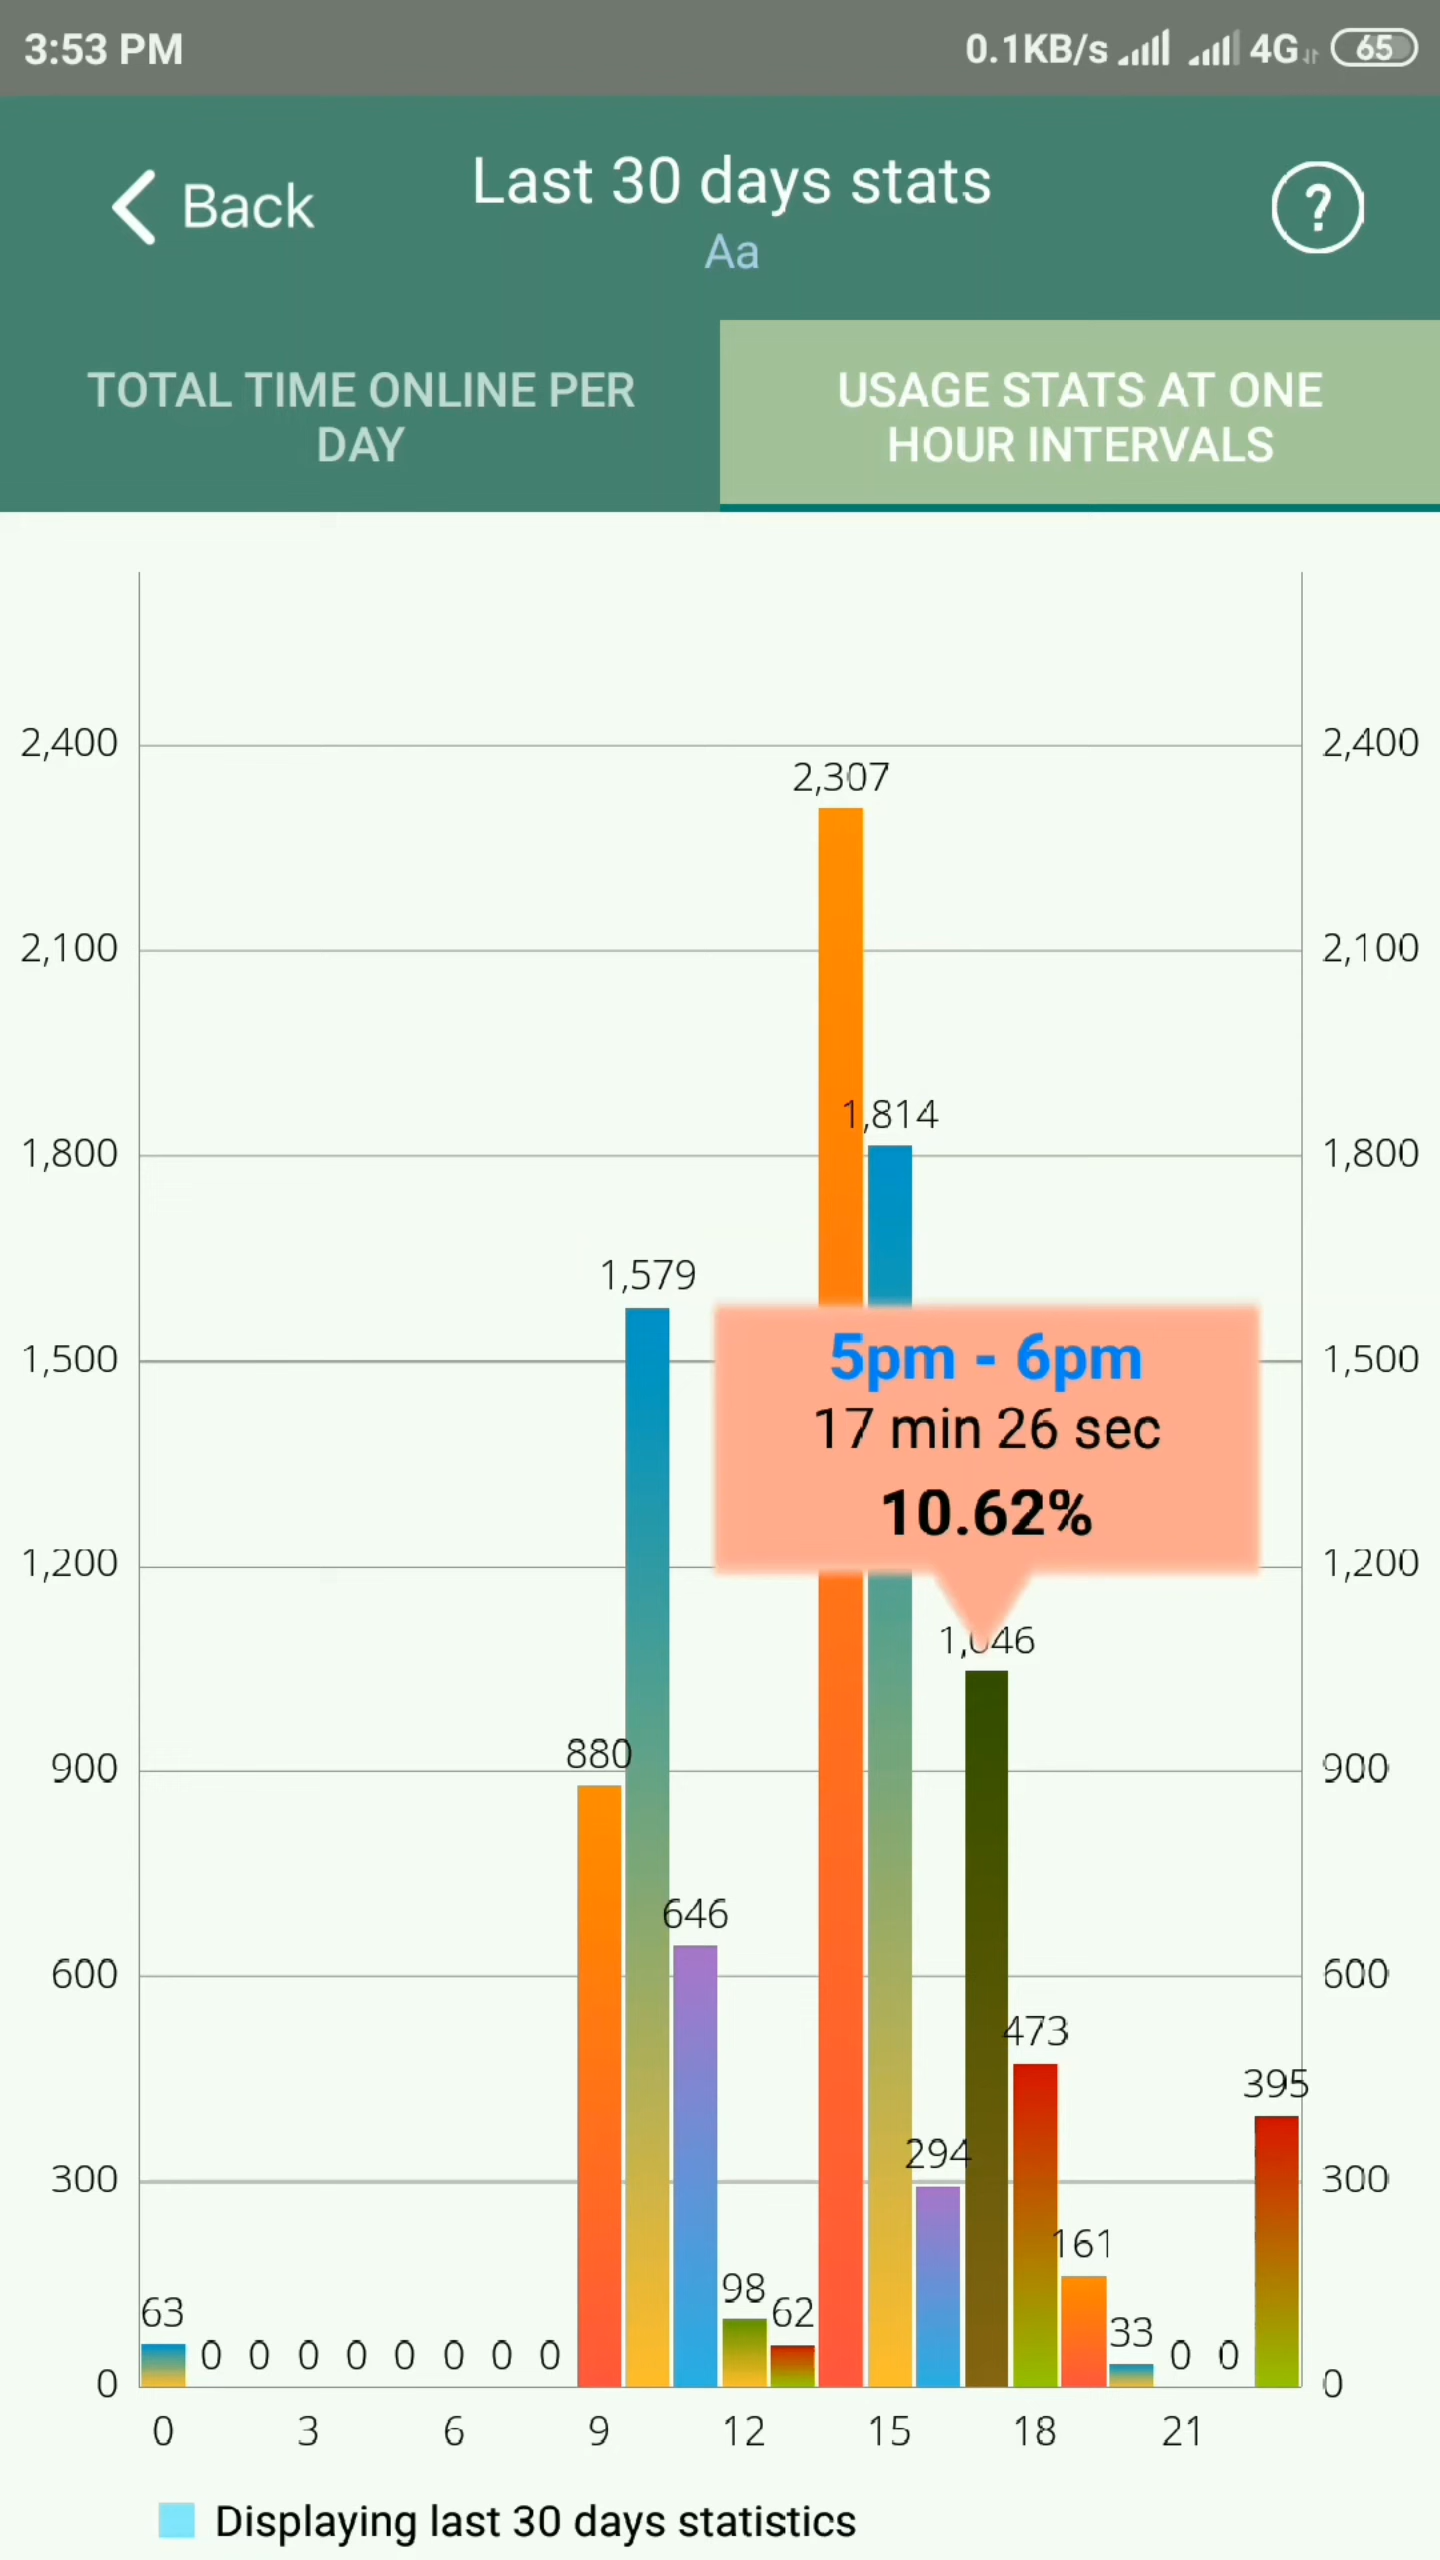 3:53 PM 0.1KB/s 4G 65
Back
Last 30 days stats
?
Aa
TOTAL TIME ONLINE PER
DAY
USAGE STATS AT ONE
HOUR INTERVALS
2,400 2,400
2,307
2,100 2,100
1,814
1,800 1,800
1,579
1,500 1,500
5pm - 6pm
17 min 26 sec
10.62%
1,200 1,200
1,046
900 900
880
646
600 600
473
395
294
300 300
161
98
63 62 33
0 0 0 0 0 0 0 0 0 0
0 0
0 3 6 9 12 15 18 21
Displaying last 30 days statistics